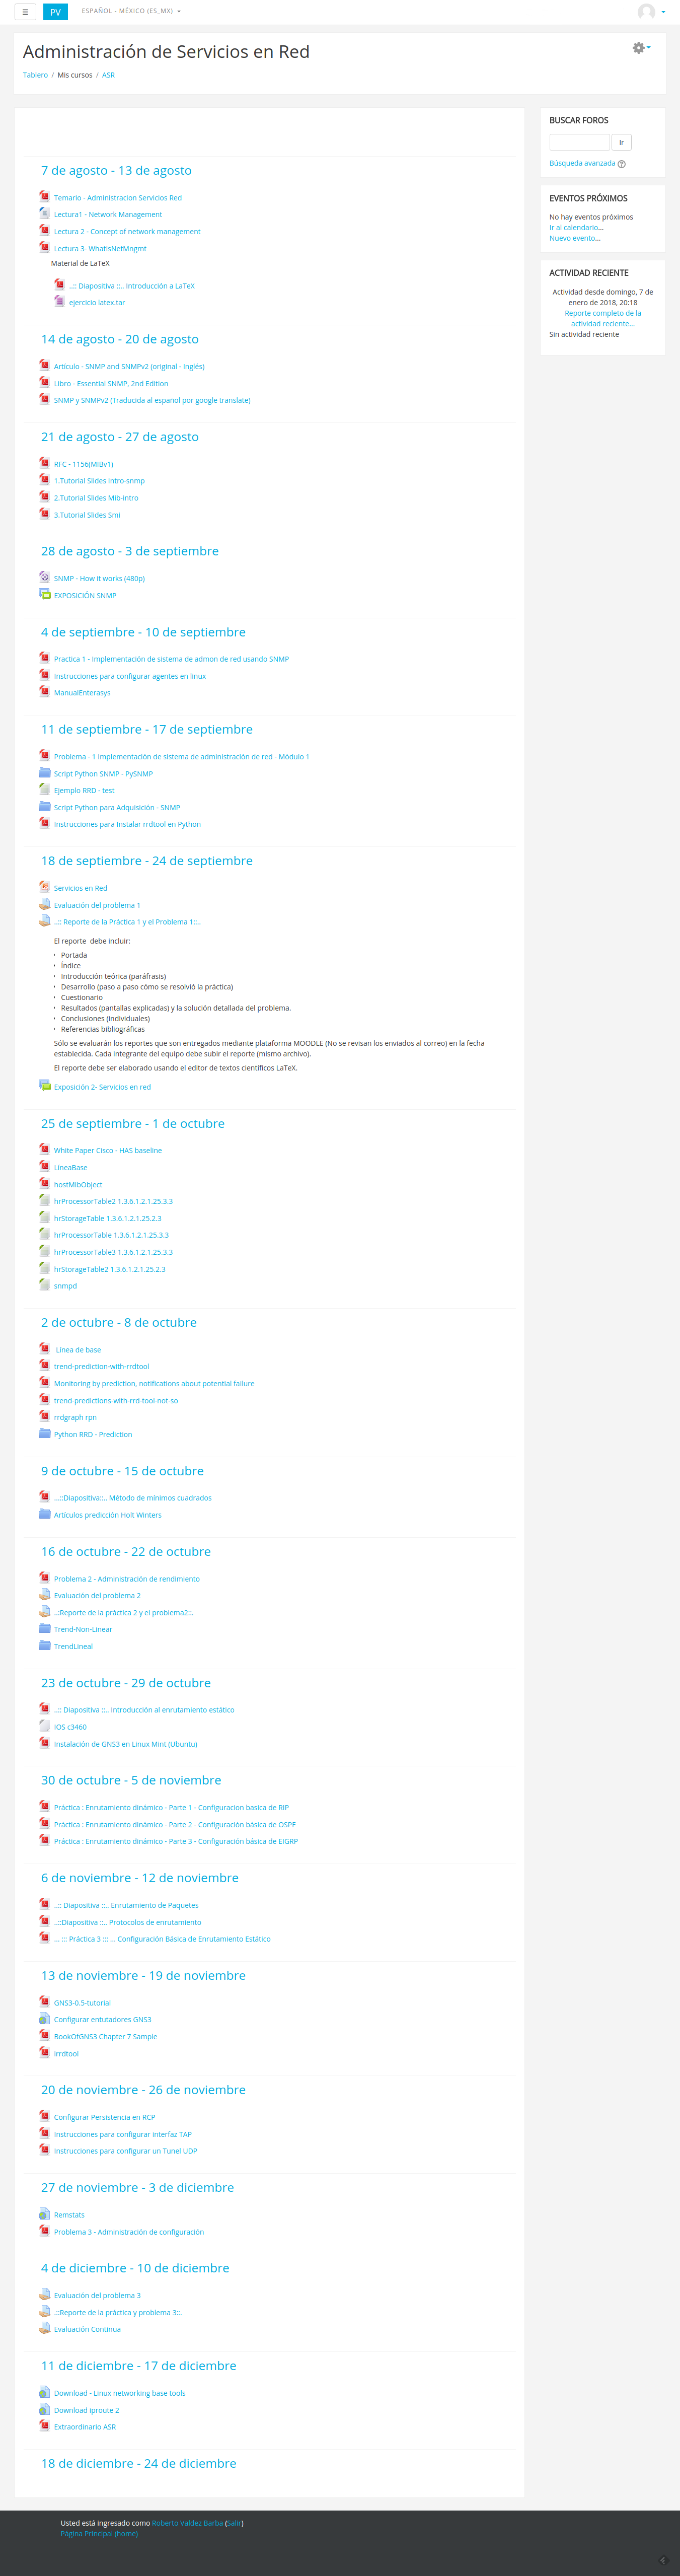 ☰ PV ESPAÑOL - MÉXICO (ES_MX)
Administración de Servicios en Red
Tablero / Mis cursos / ASR
7 de agosto - 13 de agosto
Temario - Administracion Servicios Red
Lectura1 - Network Management
Lectura 2 - Concept of network management
Lectura 3- WhatIsNetMngmt
Material de LaTeX
..:: Diapositiva ::.. Introducción a LaTeX
ejercicio latex.tar
14 de agosto - 20 de agosto
Artículo - SNMP and SNMPv2 (original - Inglés)
Libro - Essential SNMP, 2nd Edition
SNMP y SNMPv2 (Traducida al español por google translate)
21 de agosto - 27 de agosto
RFC - 1156(MIBv1)
1.Tutorial Slides Intro-snmp
2.Tutorial Slides Mib-intro
3.Tutorial Slides Smi
28 de agosto - 3 de septiembre
SNMP - How it works (480p)
EXPOSICIÓN SNMP
4 de septiembre - 10 de septiembre
Practica 1 - Implementación de sistema de admon de red usando SNMP
Instrucciones para configurar agentes en linux
ManualEnterasys
11 de septiembre - 17 de septiembre
Problema - 1 Implementación de sistema de administración de red - Módulo 1
Script Python SNMP - PySNMP
Ejemplo RRD - test
Script Python para Adquisición - SNMP
Instrucciones para Instalar rrdtool en Python
18 de septiembre - 24 de septiembre
Servicios en Red
Evaluación del problema 1
..:: Reporte de la Práctica 1 y el Problema 1::..
El reporte debe incluir:
• Portada
• Índice
• Introducción teórica (paráfrasis)
• Desarrollo (paso a paso cómo se resolvió la práctica)
• Cuestionario
• Resultados (pantallas explicadas) y la solución detallada del problema.
• Conclusiones (individuales)
• Referencias bibliográficas
Sólo se evaluarán los reportes que son entregados mediante plataforma MOODLE (No se revisan los enviados al correo) en la fecha
establecida. Cada integrante del equipo debe subir el reporte (mismo archivo).
El reporte debe ser elaborado usando el editor de textos científicos LaTeX.
Exposición 2- Servicios en red
25 de septiembre - 1 de octubre
White Paper Cisco - HAS baseline
LíneaBase
hostMibObject
hrProcessorTable2 1.3.6.1.2.1.25.3.3
hrStorageTable 1.3.6.1.2.1.25.2.3
hrProcessorTable 1.3.6.1.2.1.25.3.3
hrProcessorTable3 1.3.6.1.2.1.25.3.3
hrStorageTable2 1.3.6.1.2.1.25.2.3
snmpd
2 de octubre - 8 de octubre
Línea de base
trend-prediction-with-rrdtool
Monitoring by prediction, notifications about potential failure
trend-predictions-with-rrd-tool-not-so
rrdgraph rpn
Python RRD - Prediction
9 de octubre - 15 de octubre
...::Diapositiva::.. Método de mínimos cuadrados
Artículos predicción Holt Winters
16 de octubre - 22 de octubre
Problema 2 - Administración de rendimiento
Evaluación del problema 2
.:Reporte de la práctica 2 y el problema2::.
Trend-Non-Linear
TrendLineal
23 de octubre - 29 de octubre
..:: Diapositiva ::.. Introducción al enrutamiento estático
IOS c3460
Instalación de GNS3 en Linux Mint (Ubuntu)
30 de octubre - 5 de noviembre
Práctica : Enrutamiento dinámico - Parte 1 - Configuracion basica de RIP
Práctica : Enrutamiento dinámico - Parte 2 - Configuración básica de OSPF
Práctica : Enrutamiento dinámico - Parte 3 - Configuración básica de EIGRP
6 de noviembre - 12 de noviembre
..:: Diapositiva ::.. Enrutamiento de Paquetes
..::Diapositiva ::.. Protocolos de enrutamiento
... ::: Práctica 3 ::: ... Configuración Básica de Enrutamiento Estático
13 de noviembre - 19 de noviembre
GNS3-0.5-tutorial
Configurar entutadores GNS3
BookOfGNS3 Chapter 7 Sample
irrdtool
20 de noviembre - 26 de noviembre
Configurar Persistencia en RCP
Instrucciones para configurar interfaz TAP
Instrucciones para configurar un Tunel UDP
27 de noviembre - 3 de diciembre
Remstats
Problema 3 - Administración de configuración
4 de diciembre - 10 de diciembre
Evaluación del problema 3
.::Reporte de la práctica y problema 3::.
Evaluación Continua
11 de diciembre - 17 de diciembre
Download - Linux networking base tools
Download iproute 2
Extraordinario ASR
18 de diciembre - 24 de diciembre
BUSCAR FOROS
Ir
Búsqueda avanzada
EVENTOS PRÓXIMOS
No hay eventos próximos
Ir al calendario...
Nuevo evento...
ACTIVIDAD RECIENTE
Actividad desde domingo, 7 de
enero de 2018, 20:18
Reporte completo de la
actividad reciente...
Sin actividad reciente
Usted está ingresado como Roberto Valdez Barba (Salir)
Página Principal (home)